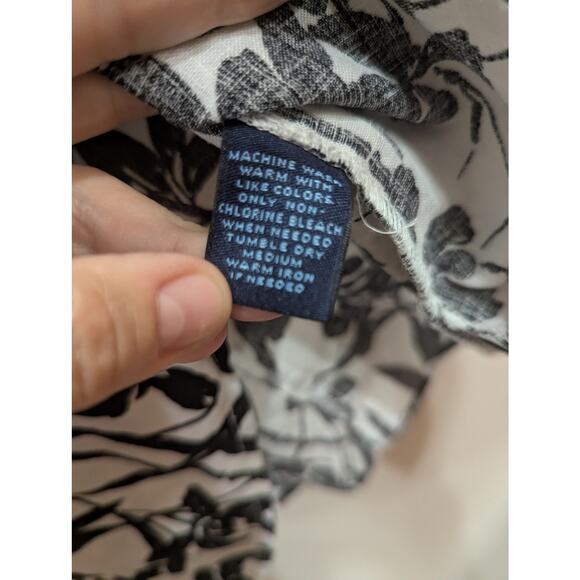 MACHINE WASH
WARM WITH
LIKE COLORS
ONLY NON-
CHLORINE BLEACH
WHEN NEEDED
TUMBLE DRY
MEDIUM
WARM IRON
IF NEEDED